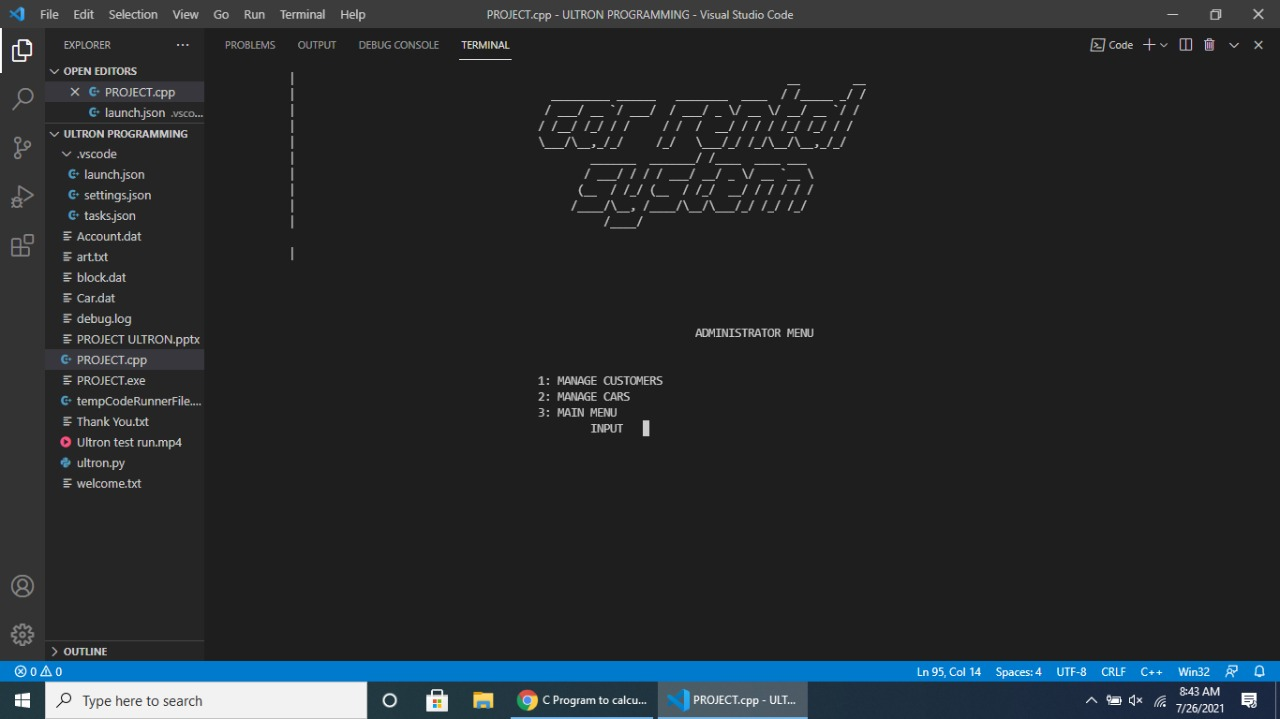 File Edit Selection View Go Run Terminal Help PROJECT.cpp - ULTRON PROGRAMMING - Visual Studio Code
EXPLORER
PROBLEMS OUTPUT DEBUG CONSOLE TERMINAL Code
OPEN EDITORS
PROJECT.cpp
launch.json .vsco...
ULTRON PROGRAMMING
.vscode
launch.json
settings.json
tasks.json
Account.dat
art.txt
block.dat
Car.dat
debug.log
PROJECT ULTRON.pptx
PROJECT.cpp
PROJECT.exe
tempCodeRunnerFile....
Thank You.txt
Ultron test run.mp4
ultron.py
welcome.txt
OUTLINE
car rental
system
ADMINISTRATOR MENU
1: MANAGE CUSTOMERS
2: MANAGE CARS
3: MAIN MENU
INPUT
0 0 Ln 95, Col 14 Spaces: 4 UTF-8 CRLF C++ Win32
Type here to search C Program to calcu... PROJECT.cpp - ULT... 8:43 AM
7/26/2021